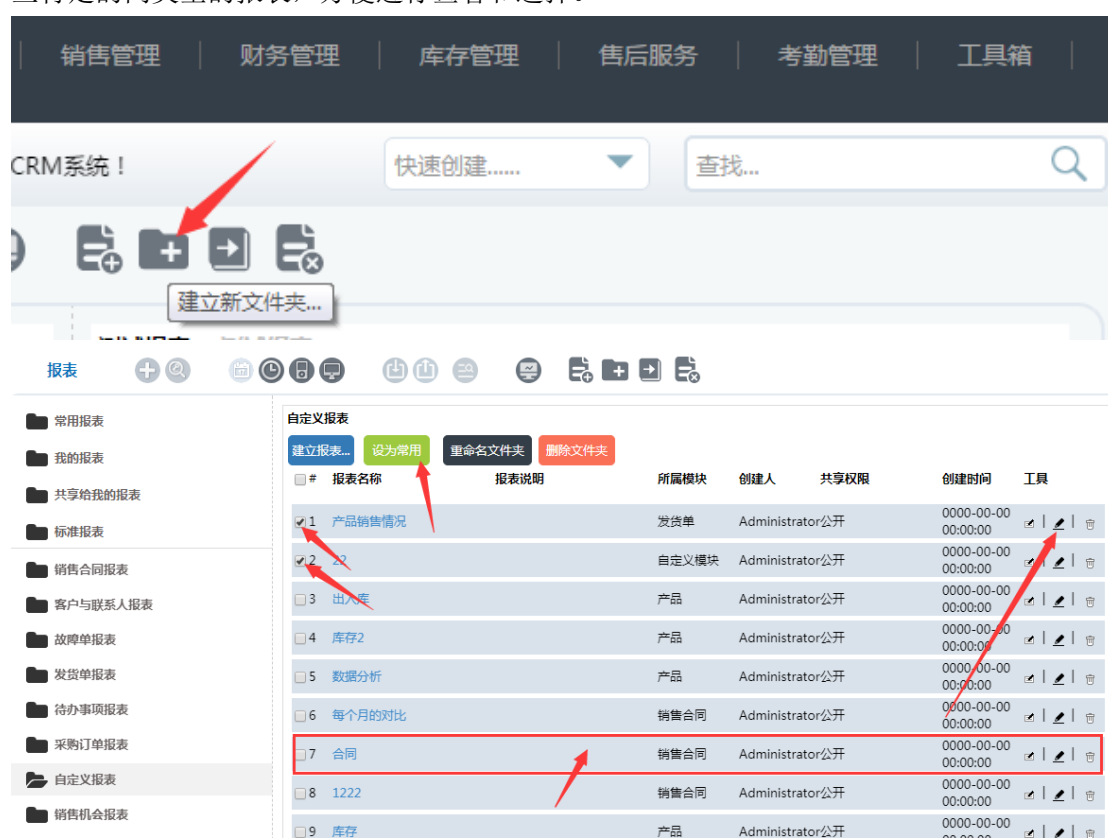 销售管理 财务管理 库存管理 售后服务 考勤管理 工具箱
CRM系统！ 快速创建...... 查找...
建立新文件夹...
报表
常用报表
我的报表
共享给我的报表
标准报表
销售合同报表
客户与联系人报表
故障单报表
发货单报表
待办事项报表
采购订单报表
自定义报表
销售机会报表
自定义报表
建立报表... 设为常用 重命名文件夹 删除文件夹
# 报表名称 报表说明 所属模块 创建人 共享权限 创建时间 工具
1 产品销售情况 发货单 Administrator公开 0000-00-00
00:00:00
2 22 自定义模块 Administrator公开 0000-00-00
00:00:00
3 出入库 产品 Administrator公开 0000-00-00
00:00:00
4 库存2 产品 Administrator公开 0000-00-00
00:00:00
5 数据分析 产品 Administrator公开 0000-00-00
00:00:00
6 每个月的对比 销售合同 Administrator公开 0000-00-00
00:00:00
7 合同 销售合同 Administrator公开 0000-00-00
00:00:00
8 1222 销售合同 Administrator公开 0000-00-00
00:00:00
9 库存 产品 Administrator公开 0000-00-00